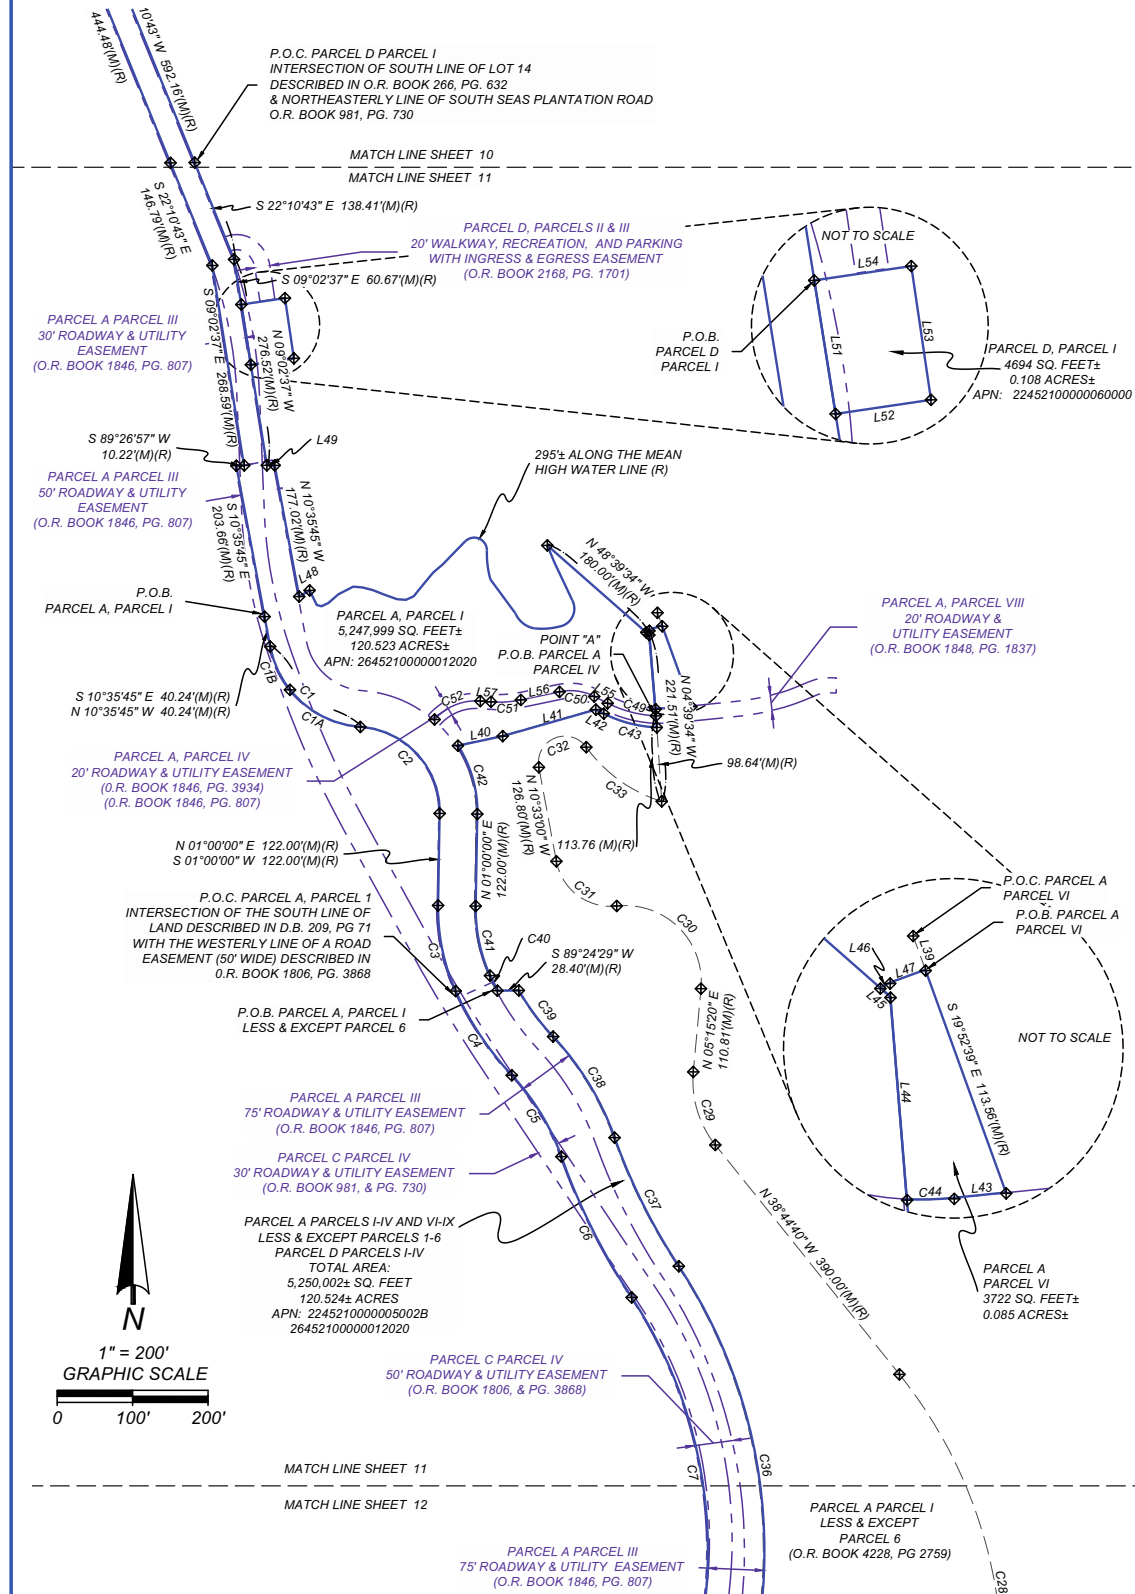 444.48'(M)(R)
10'43" W 592.16'(M)(R)
P.O.C. PARCEL D PARCEL I
INTERSECTION OF SOUTH LINE OF LOT 14
DESCRIBED IN O.R. BOOK 266, PG. 632
& NORTHEASTERLY LINE OF SOUTH SEAS PLANTATION ROAD
O.R. BOOK 981, PG. 730
MATCH LINE SHEET 10
MATCH LINE SHEET 11
S 22°10'43" E
146.79'(M)(R)
S 22°10'43" E 138.41'(M)(R)
PARCEL D, PARCELS II & III
20' WALKWAY, RECREATION, AND PARKING
WITH INGRESS & EGRESS EASEMENT
(O.R. BOOK 2168, PG. 1701)
S 09°02'37" E 60.67'(M)(R)
NOT TO SCALE
L54
L51
L53
L52
P.O.B.
PARCEL D
PARCEL I
PARCEL D, PARCEL I
4694 SQ. FEET±
0.108 ACRES±
APN: 22452100000060000
PARCEL A PARCEL III
30' ROADWAY & UTILITY
EASEMENT
(O.R. BOOK 1846, PG. 807)
S 09°02'37" E 268.59'(M)(R)
N 09°02'37" W
276.52'(M)(R)
S 89°26'57" W
10.22'(M)(R)
L49
PARCEL A PARCEL III
50' ROADWAY & UTILITY
EASEMENT
(O.R. BOOK 1846, PG. 807)
295'± ALONG THE MEAN
HIGH WATER LINE (R)
S 10°35'45" E
203.66'(M)(R)
N 10°35'45" W
177.02'(M)(R)
L48
N 48°39'34" W
180.00'(M)(R)
P.O.B.
PARCEL A, PARCEL I
PARCEL A, PARCEL I
5,247,999 SQ. FEET±
120.523 ACRES±
APN: 26452100000012020
POINT "A"
P.O.B. PARCEL A
PARCEL IV
PARCEL A, PARCEL VIII
20' ROADWAY &
UTILITY EASEMENT
(O.R. BOOK 1848, PG. 1837)
S 10°35'45" E 40.24'(M)(R)
N 10°35'45" W 40.24'(M)(R)
C1B
C1
C1A
C2
C52
L57
C51
L56
C50
L55
C49
L40
L41
L42
C43
N 04°39'34" W
221.51'(M)(R)
98.64'(M)(R)
113.76 (M)(R)
PARCEL A, PARCEL IV
20' ROADWAY & UTILITY EASEMENT
(0.R. BOOK 1846, PG. 3934)
(0.R. BOOK 1846, PG. 807)
C42
C32
C33
N 10°33'00" W
126.80'(M)(R)
N 01°00'00" E 122.00'(M)(R)
S 01°00'00" W 122.00'(M)(R)
N 01°00'00" E
122.00'(M)(R)
P.O.C. PARCEL A, PARCEL 1
INTERSECTION OF THE SOUTH LINE OF
LAND DESCRIBED IN D.B. 209, PG 71
WITH THE WESTERLY LINE OF A ROAD
EASEMENT (50' WIDE) DESCRIBED IN
0.R. BOOK 1806, PG. 3868
C31
C30
C3
C41
C40
S 89°24'29" W
28.40'(M)(R)
P.O.B. PARCEL A, PARCEL I
LESS & EXCEPT PARCEL 6
C39
N 05°15'20" E
110.81'(M)(R)
P.O.C. PARCEL A
PARCEL VI
P.O.B. PARCEL A
PARCEL VI
L46
L47
L39
L45
S 19°52'39" E 113.56'(M)(R)
NOT TO SCALE
L44
C44
L43
C4
C38
C29
PARCEL A PARCEL III
75' ROADWAY & UTILITY EASEMENT
(O.R. BOOK 1846, PG. 807)
C5
PARCEL C PARCEL IV
30' ROADWAY & UTILITY EASEMENT
(O.R. BOOK 981, & PG. 730)
C37
C6
N 38°44'40" W 390.00'(M)(R)
PARCEL A PARCELS I-IV AND VI-IX
LESS & EXCEPT PARCELS 1-6
PARCEL D PARCELS I-IV
TOTAL AREA:
5,250,002± SQ. FEET
120.524± ACRES
APN: 2245210000005002B
26452100000012020
PARCEL A
PARCEL VI
3722 SQ. FEET±
0.085 ACRES±
N
1" = 200'
GRAPHIC SCALE
0 100' 200'
PARCEL C PARCEL IV
50' ROADWAY & UTILITY EASEMENT
(O.R. BOOK 1806, & PG. 3868)
C7
C36
MATCH LINE SHEET 11
MATCH LINE SHEET 12
PARCEL A PARCEL I
LESS & EXCEPT
PARCEL 6
(O.R. BOOK 4228, PG 2759)
PARCEL A PARCEL III
75' ROADWAY & UTILITY EASEMENT
(O.R. BOOK 1846, PG. 807)
C28